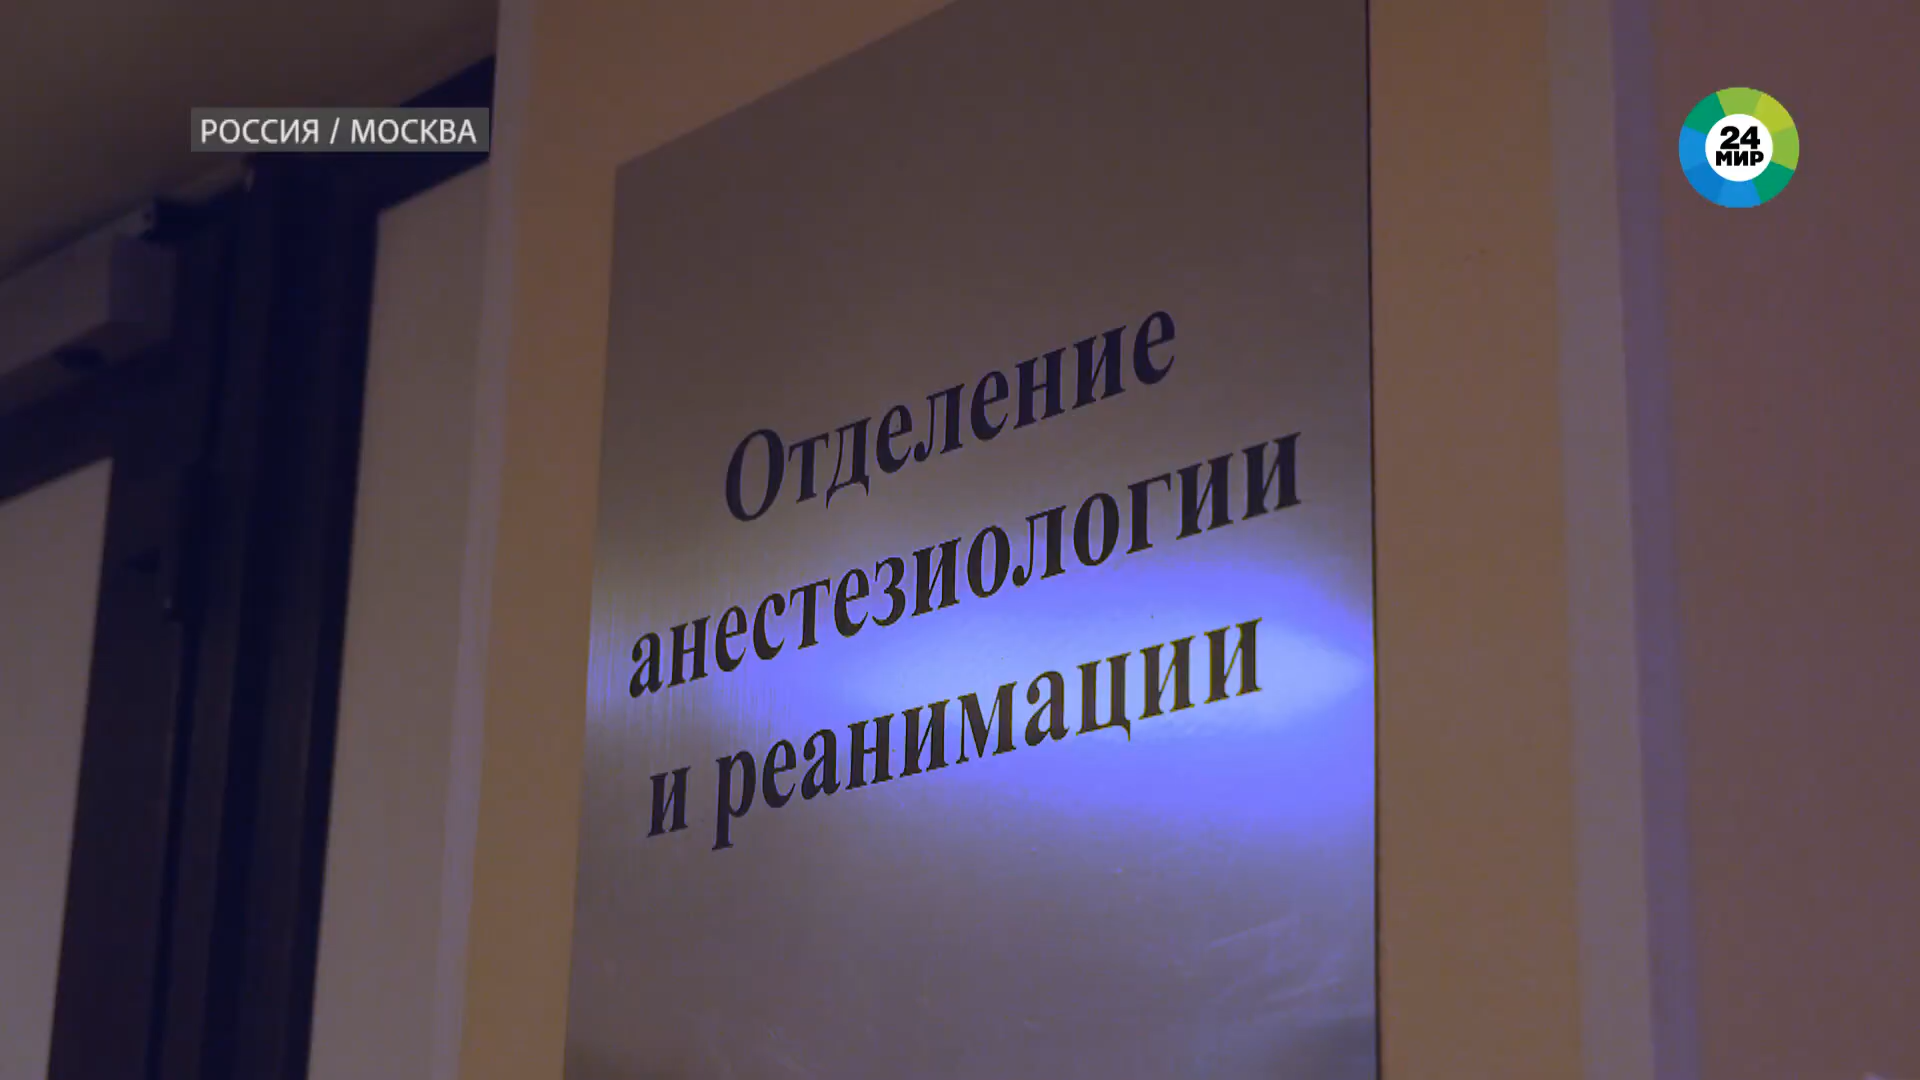 РОССИЯ / МОСКВА
24
МИР
Отделение
анестезиологии
и реанимации